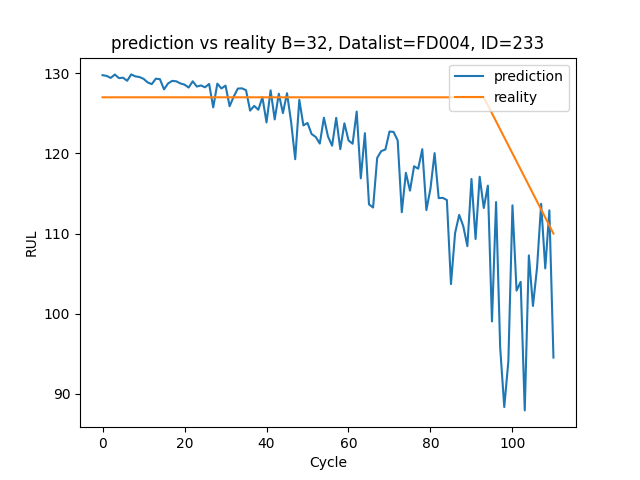 prediction vs reality B=32, Datalist=FD004, ID=233
prediction
reality
RUL
130
120
110
100
90
0 20 40 60 80 100
Cycle